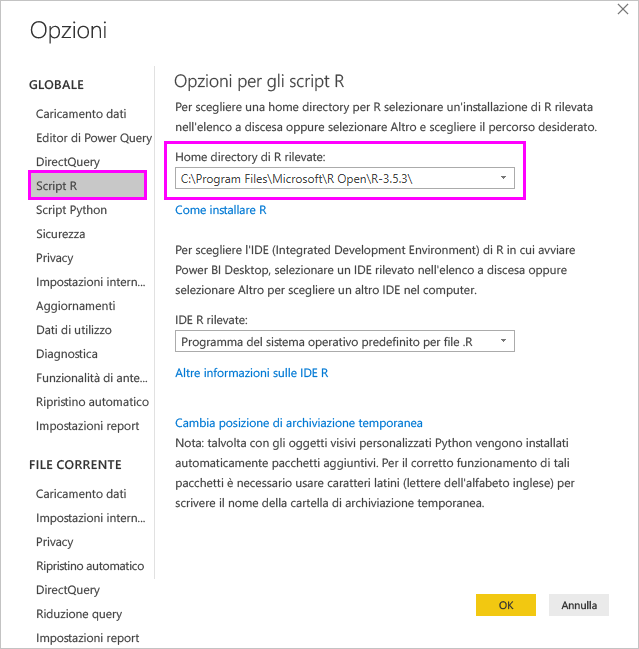 Opzioni
GLOBALE
Caricamento dati
Editor di Power Query
DirectQuery
Script R
Script Python
Sicurezza
Privacy
Impostazioni intern...
Aggiornamenti
Dati di utilizzo
Diagnostica
Funzionalità di ante...
Ripristino automatico
Impostazioni report
FILE CORRENTE
Caricamento dati
Impostazioni intern...
Privacy
Ripristino automatico
DirectQuery
Riduzione query
Impostazioni report
Opzioni per gli script R
Per scegliere una home directory per R selezionare un'installazione di R rilevata
nell'elenco a discesa oppure selezionare Altro e scegliere il percorso desiderato.
Home directory di R rilevate:
C:\Program Files\Microsoft\R Open\R-3.5.3\
Come installare R
Per scegliere l'IDE (Integrated Development Environment) di R in cui avviare
Power BI Desktop, selezionare un IDE rilevato nell'elenco a discesa oppure
selezionare Altro per scegliere un altro IDE nel computer.
IDE R rilevate:
Programma del sistema operativo predefinito per file .R
Altre informazioni sulle IDE R
Cambia posizione di archiviazione temporanea
Nota: talvolta con gli oggetti visivi personalizzati Python vengono installati
automaticamente pacchetti aggiuntivi. Per il corretto funzionamento di tali
pacchetti è necessario usare caratteri latini (lettere dell'alfabeto inglese) per
scrivere il nome della cartella di archiviazione temporanea.
OK
Annulla